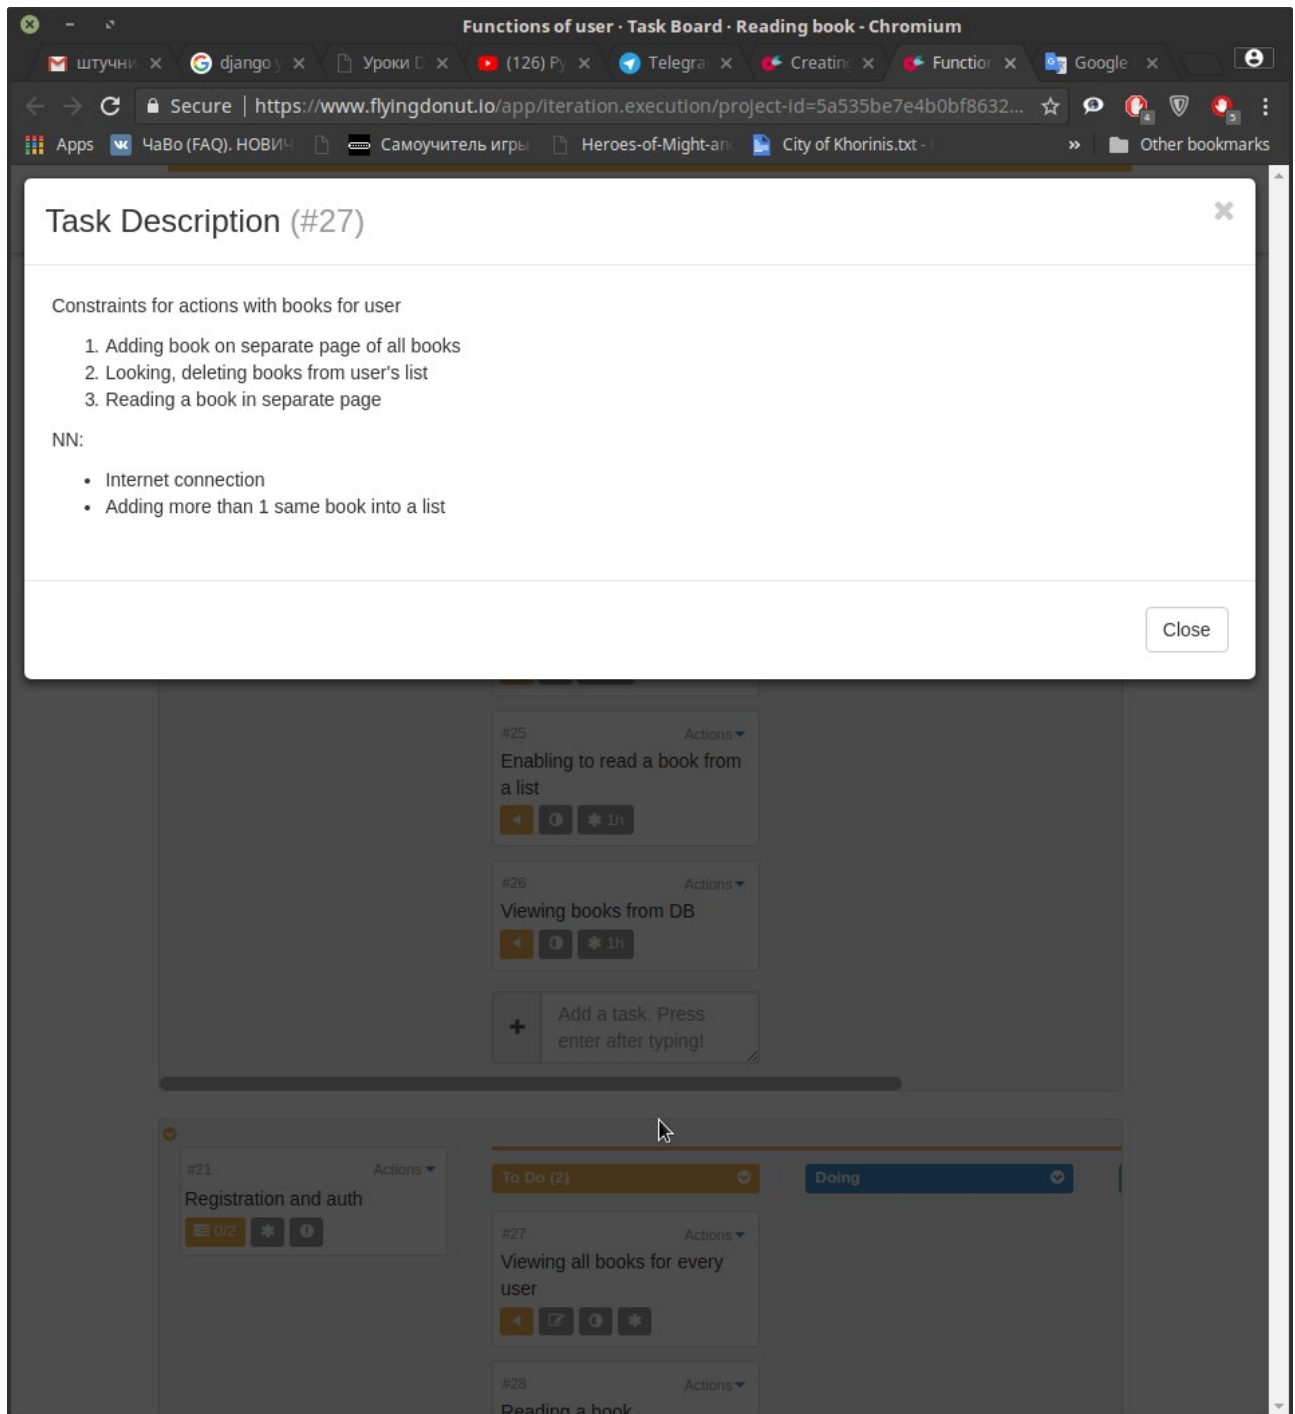 Functions of user · Task Board · Reading book - Chromium
штучни django Уроки (126) Telegra Google
Secure | https://www.flyingdonut.io/app/iteration.execution/project-id=5a535be7e4b0bf8632...
4 5
Apps ЧаВо (FAQ). НОВИЧ Самоучитель игры Heroes-of-Might-an City of Khorinis.txt - » Other bookmarks
Task Description (#27)
Constraints for actions with books for user
1. Adding book on separate page of all books
2. Looking, deleting books from user's list
3. Reading a book in separate page
NN:
• Internet connection
• Adding more than 1 same book into a list
Close
#25 Actions
Enabling to read a book from
a list
1h
#26 Actions
Viewing books from DB
1h
Add a task. Press
enter after typing!
#21 Actions
Registration and auth
0/2
To Do (2)
Doing
#27 Actions
Viewing all books for every
user
#28 Actions
Reading a book